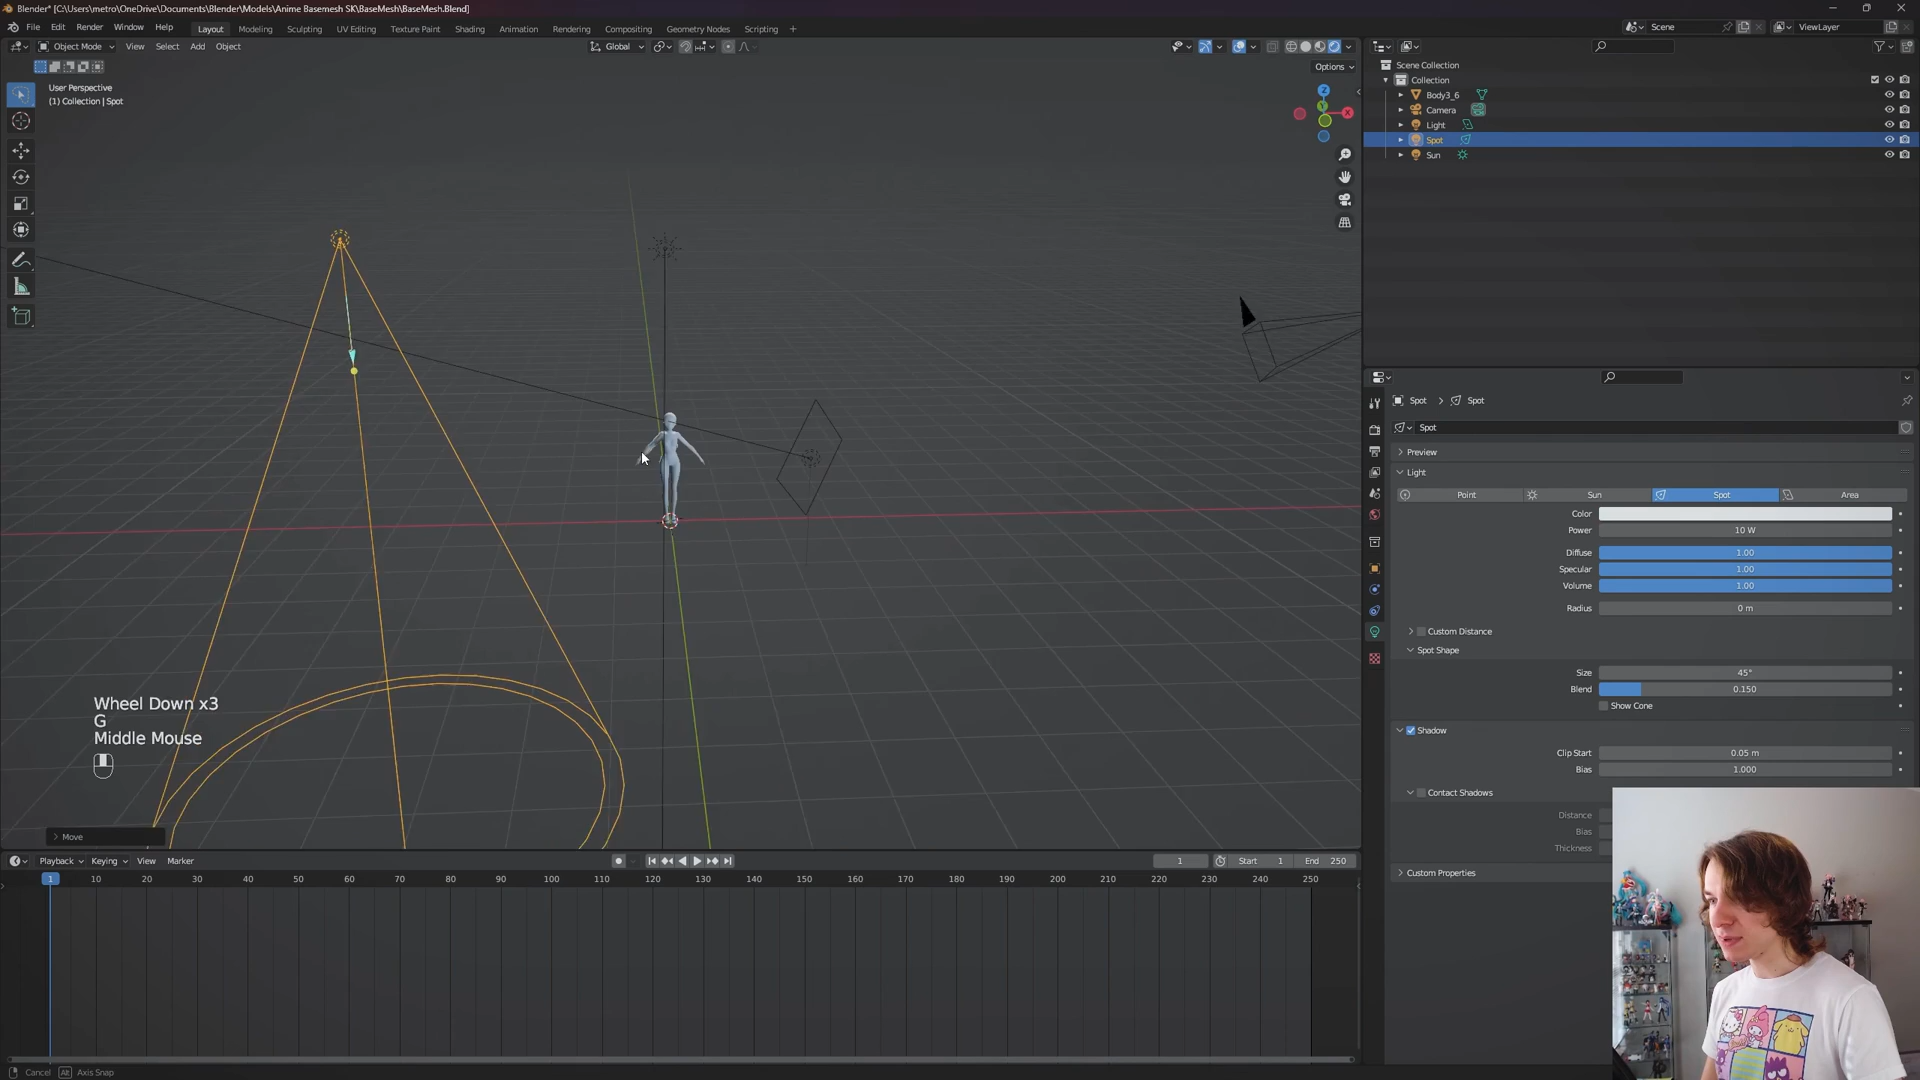 Blender* [C:\Users\metro\OneDrive\Documents\Blender\Models\Anime Basemesh SK\BaseMesh\BaseMesh.Blend]
File Edit Render Window Help
Layout Modeling Sculpting UV Editing Texture Paint Shading Animation Rendering Compositing Geometry Nodes Scripting +
Scene
ViewLayer
Object Mode View Select Add Object
Global
Options
User Perspective
(1) Collection | Spot
Z
Y
X
Scene Collection
Collection
Body3_6
Camera
Light
Spot
Sun
Spot > Spot
Spot
Preview
Light
Point Sun Spot Area
Color
Power 10 W
Diffuse 1.00
Specular 1.00
Volume 1.00
Radius 0 m
Custom Distance
Spot Shape
Size 45°
Blend 0.150
Show Cone
Shadow
Clip Start 0.05 m
Bias 1.000
Contact Shadows
Distance
Bias
Thickness
Custom Properties
Wheel Down x3
G
Middle Mouse
Move
Playback Keying View Marker
1 Start 1 End 250
1 10 20 30 40 50 60 70 80 90 100 110 120 130 140 150 160 170 180 190 200 210 220 230 240 250
Cancel Alt Axis Snap